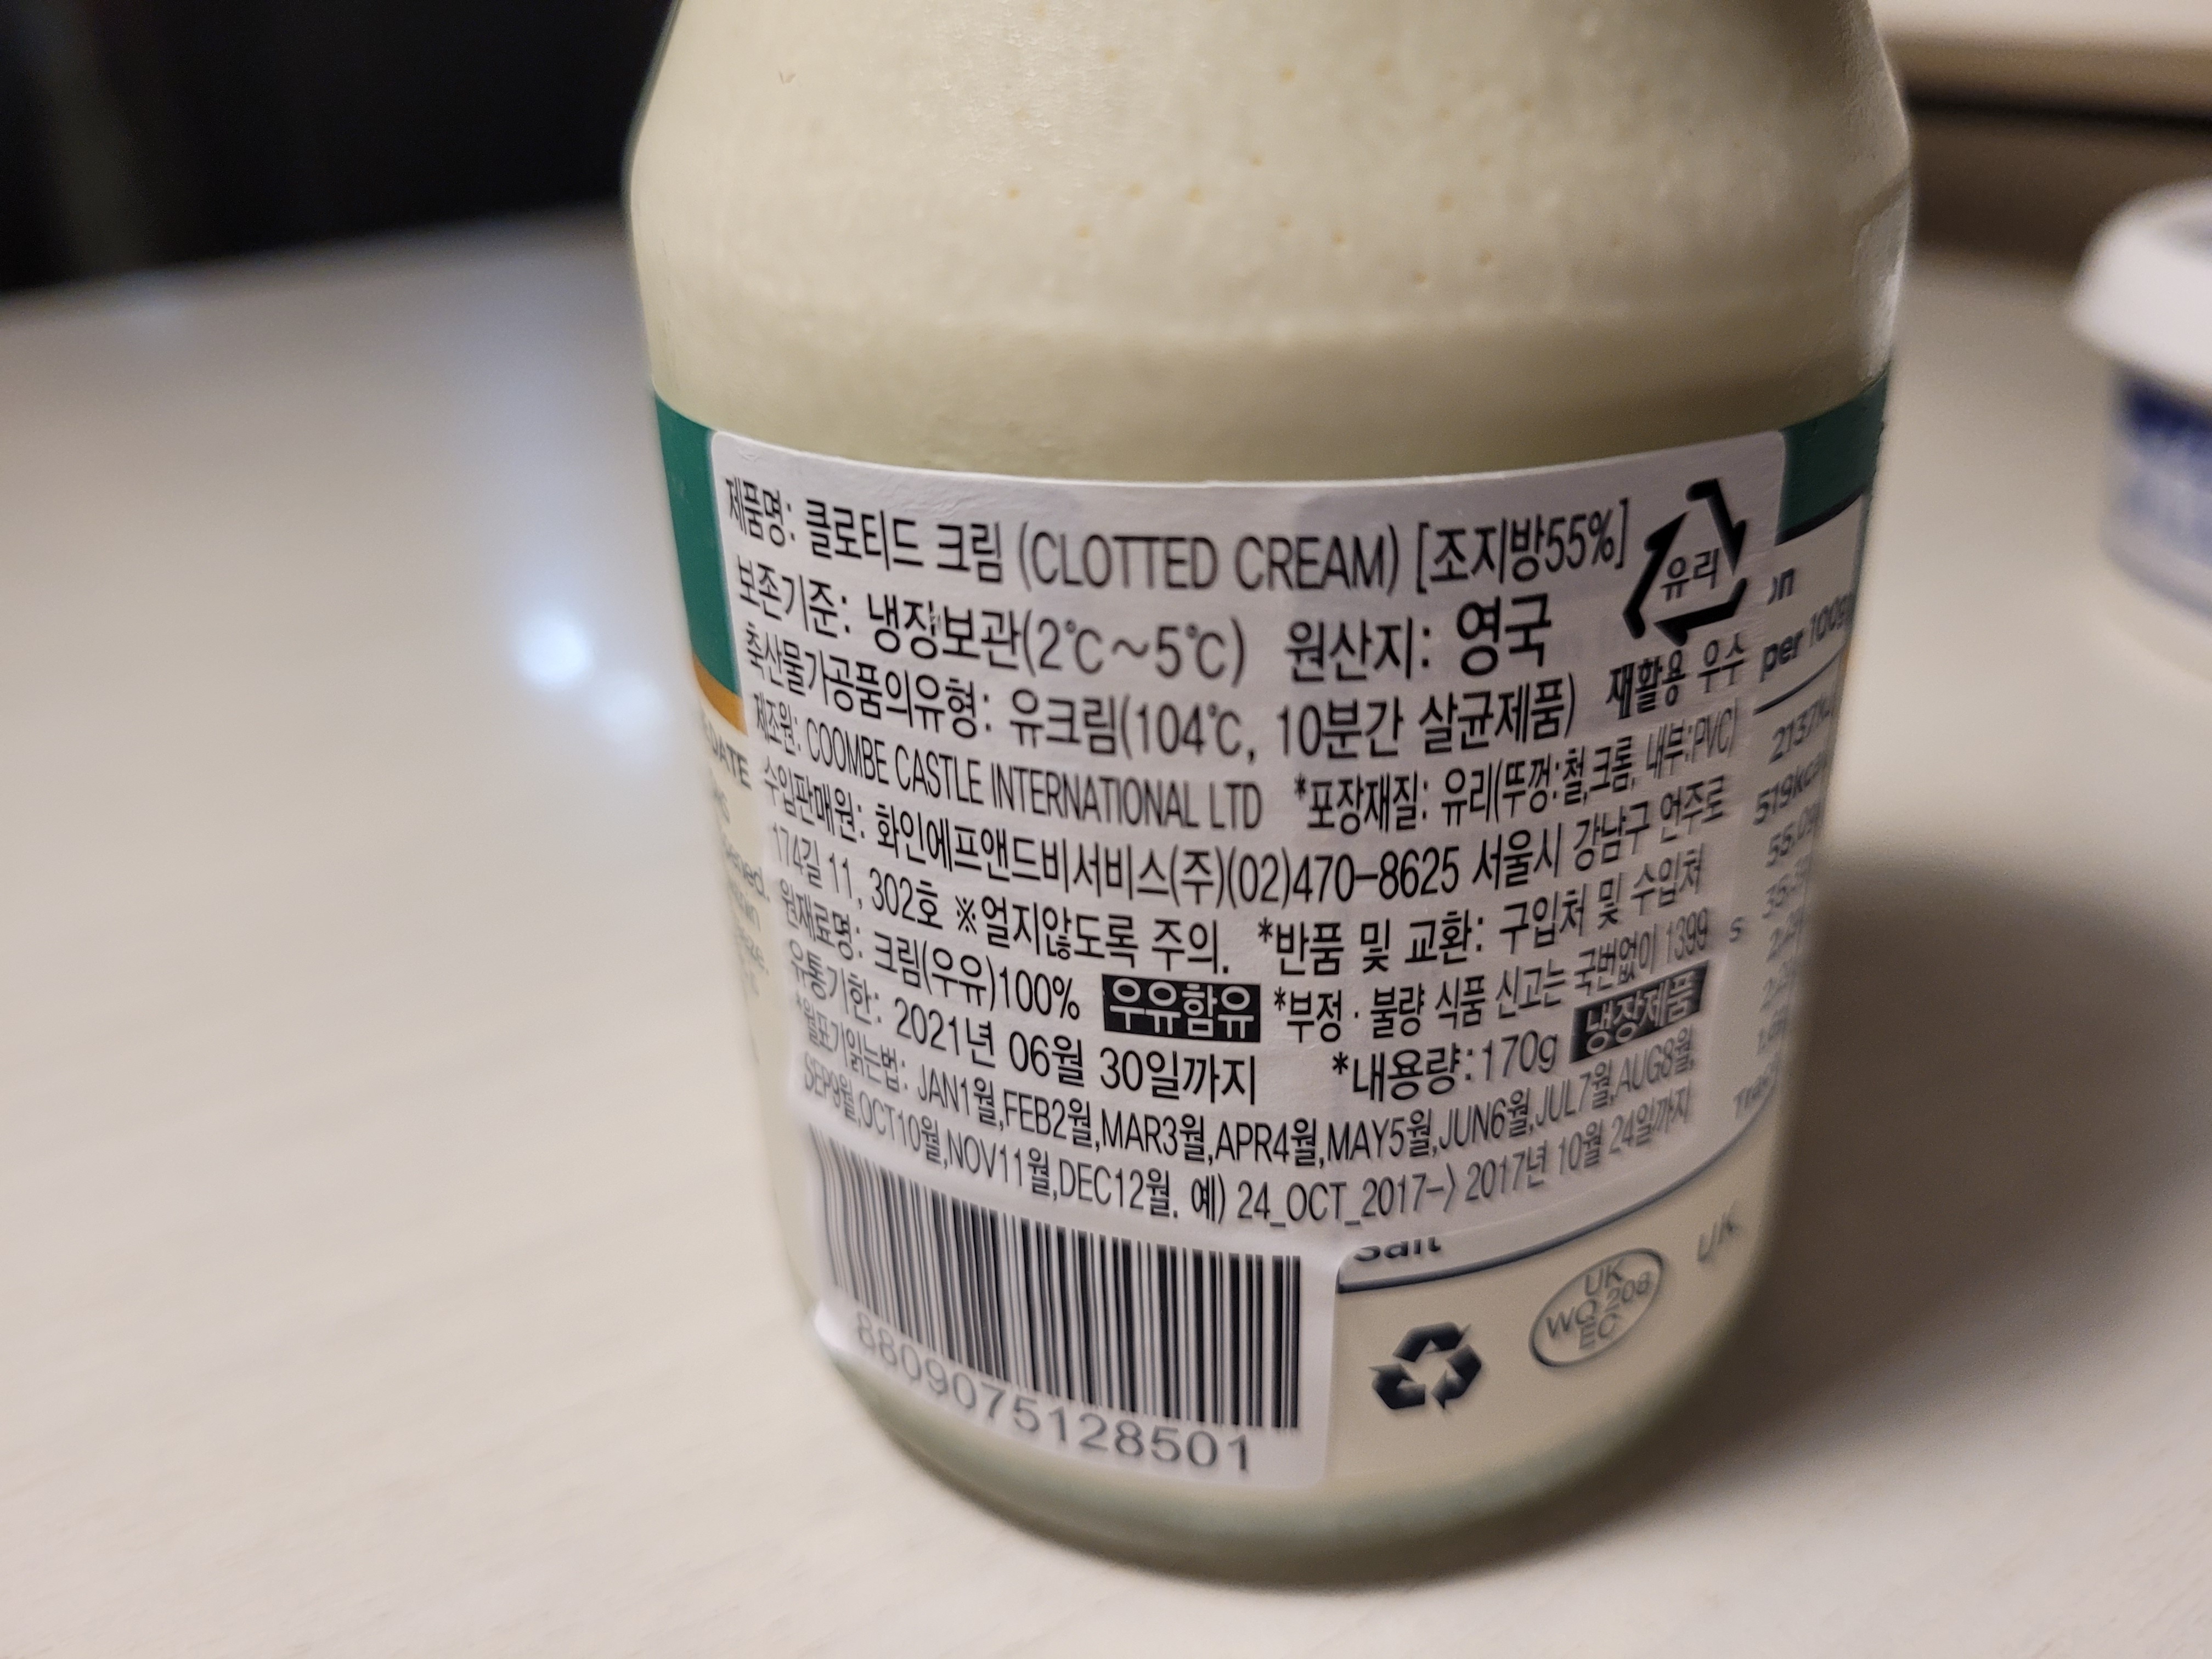 제품명: 클로티드 크림 (CLOTTED CREAM) [조지방55%]
유리
보존기준: 냉장보관(2℃~5℃) 원산지: 영국
재활용 우수
축산물가공품의유형: 유크림(104℃, 10분간 살균제품)
제조원: COOMBE CASTLE INTERNATIONAL LTD *포장재질: 유리(뚜껑:철,크롬, 내부:PVC)
수입판매원: 화인에프앤드비서비스(주)(02)470-8625 서울시 강남구 언주로
174길 11, 302호 ※얼지않도록 주의. *반품 및 교환: 구입처 및 수입처
원재료명: 크림(우유)100% 우유함유 *부정·불량 식품 신고는 국번없이 1399
유통기한: 2021년 06월 30일까지 *내용량:170g 냉장제품
*월표기읽는법: JAN1월,FEB2월,MAR3월,APR4월,MAY5월,JUN6월,JUL7월,AUG8월,
SEP9월,OCT10월,NOV11월,DEC12월. 예) 24_OCT_2017-> 2017년 10월 24일까지
8809075128501
per 100g
Salt
UK
WQ 208
EC
UK